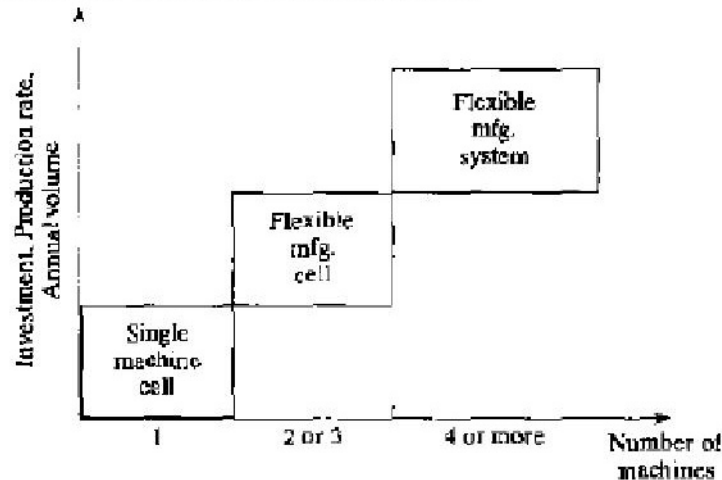 Investment, Production rate,
Annual volume
Flexible
mfg.
system
Flexible
mfg.
cell
Single
machine
cell
1
2 or 3
4 or more
Number of
machines